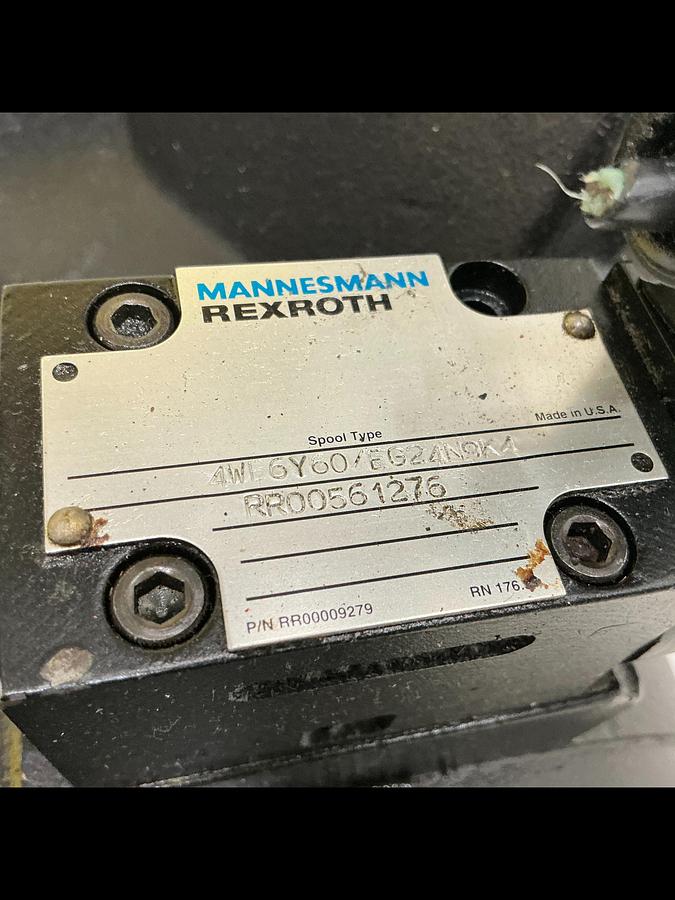 MANNESMANN
REXROTH
Made in U.S.A.
Spool Type
4WE6Y60/EG24N9K4
RR00561276
RN 176.
P/N RR00009279